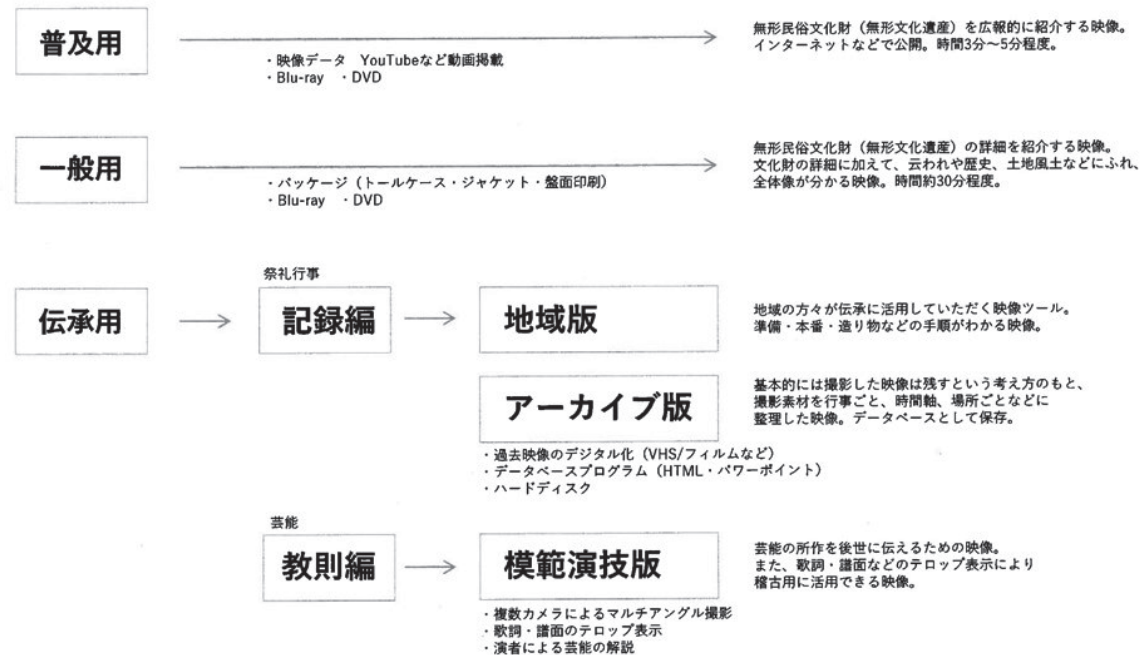 普及用
・映像データ　YouTubeなど動画掲載
・Blu-ray　・DVD
無形民俗文化財（無形文化遺産）を広報的に紹介する映像。
インターネットなどで公開。時間3分〜5分程度。
一般用
・パッケージ（トールケース・ジャケット・盤面印刷）
・Blu-ray　・DVD
無形民俗文化財（無形文化遺産）の詳細を紹介する映像。
文化財の詳細に加えて、云われや歴史、土地風土などにふれ、
全体像が分かる映像。時間約30分程度。
伝承用
祭礼行事
記録編
地域版
地域の方々が伝承に活用していただく映像ツール。
準備・本番・造り物などの手順がわかる映像。
アーカイブ版
・過去映像のデジタル化（VHS/フィルムなど）
・データベースプログラム（HTML・パワーポイント）
・ハードディスク
基本的には撮影した映像は残すという考え方のもと、
撮影素材を行事ごと、時間軸、場所ごとなどに
整理した映像。データベースとして保存。
芸能
教則編
模範演技版
・複数カメラによるマルチアングル撮影
・歌詞・譜面のテロップ表示
・演者による芸能の解説
芸能の所作を後世に伝えるための映像。
また、歌詞・譜面などのテロップ表示により
稽古用に活用できる映像。